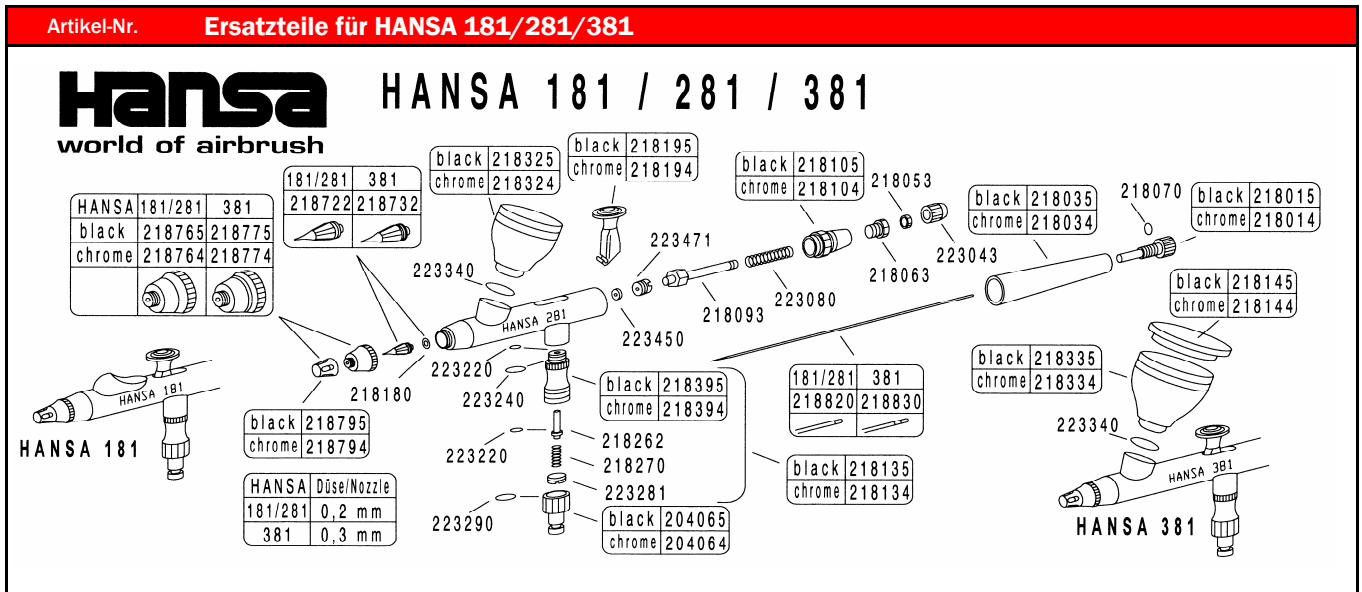 Artikel-Nr. Ersatzteile für HANSA 181/281/381
Hansa
world of airbrush
HANSA 181 / 281 / 381
black 218325
chrome 218324
black 218195
chrome 218194
black 218105
chrome 218104
218053
black 218035
chrome 218034
218070
black 218015
chrome 218014
181/281 381
218722 218732
HANSA 181/281 381
black 218765 218775
chrome 218764 218774
223340
223471
223043
218063
223080
218093
223450
HANSA 281
black 218145
chrome 218144
black 218335
chrome 218334
223340
HANSA 381
HANSA 381
HANSA 181
HANSA 181
218180
223220
223240
black 218395
chrome 218394
181/281 381
218820 218830
black 218795
chrome 218794
223220
218262
218270
223281
black 218135
chrome 218134
HANSA Düse/Nozzle
181/281 0,2 mm
381 0,3 mm
223290
black 204065
chrome 204064